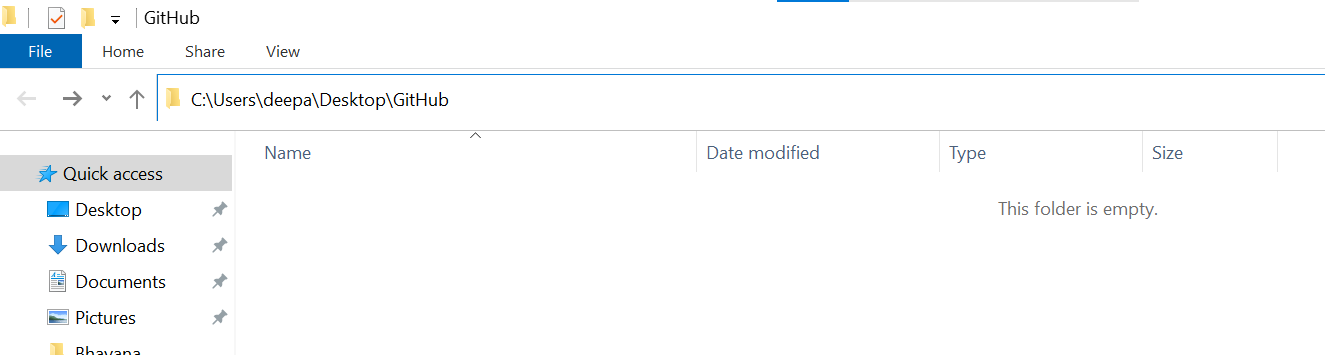 GitHub
File Home Share View
C:\Users\deepa\Desktop\GitHub
Name Date modified Type Size
Quick access
This folder is empty.
Desktop
Downloads
Documents
Pictures
Bhavana